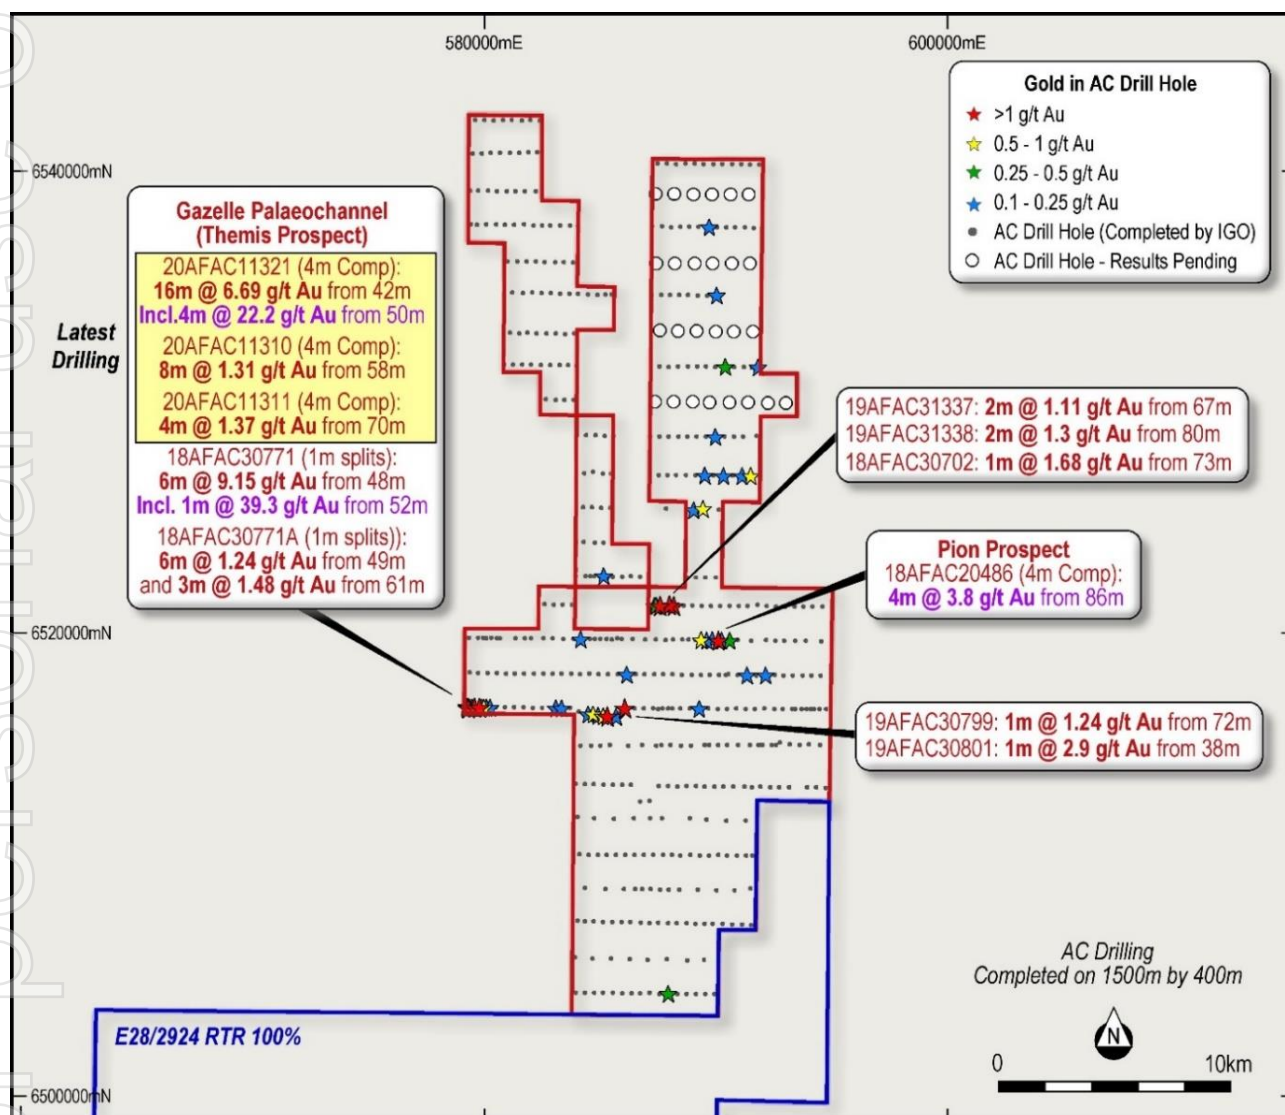 580000mE
600000mE
Gold in AC Drill Hole
>1 g/t Au
0.5 - 1 g/t Au
0.25 - 0.5 g/t Au
0.1 - 0.25 g/t Au
AC Drill Hole (Completed by IGO)
AC Drill Hole - Results Pending
6540000mN
Gazelle Palaeochannel
(Themis Prospect)
20AFAC11321 (4m Comp):
16m @ 6.69 g/t Au from 42m
Incl.4m @ 22.2 g/t Au from 50m
20AFAC11310 (4m Comp):
8m @ 1.31 g/t Au from 58m
20AFAC11311 (4m Comp):
4m @ 1.37 g/t Au from 70m
18AFAC30771 (1m splits):
6m @ 9.15 g/t Au from 48m
Incl. 1m @ 39.3 g/t Au from 52m
18AFAC30771A (1m splits)):
6m @ 1.24 g/t Au from 49m
and 3m @ 1.48 g/t Au from 61m
Latest
Drilling
19AFAC31337: 2m @ 1.11 g/t Au from 67m
19AFAC31338: 2m @ 1.3 g/t Au from 80m
18AFAC30702: 1m @ 1.68 g/t Au from 73m
Pion Prospect
18AFAC20486 (4m Comp):
4m @ 3.8 g/t Au from 86m
6520000mN
19AFAC30799: 1m @ 1.24 g/t Au from 72m
19AFAC30801: 1m @ 2.9 g/t Au from 38m
AC Drilling
Completed on 1500m by 400m
N
0
10km
E28/2924 RTR 100%
6500000mN
personal use o